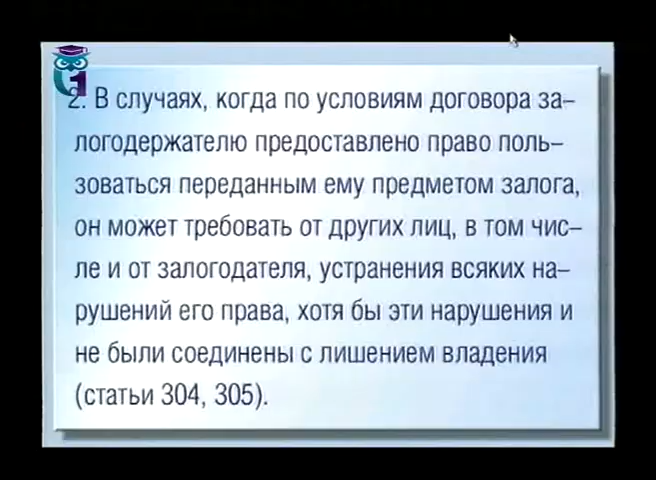 1
2. В случаях, когда по условиям договора за–
логодержателю предоставлено право поль–
зоваться переданным ему предметом залога,
он может требовать от других лиц, в том чис–
ле и от залогодателя, устранения всяких на–
рушений его права, хотя бы эти нарушения и
не были соединены с лишением владения
(статьи 304, 305).